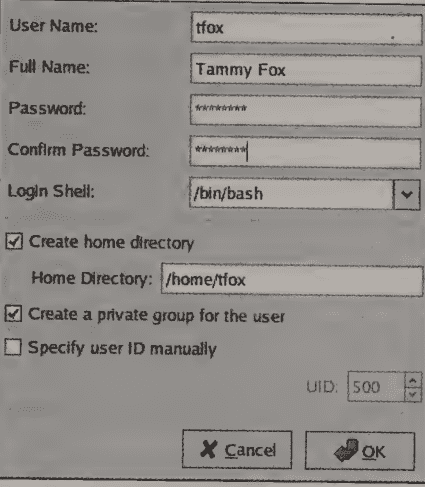 User Name: tfox
Full Name: Tammy Fox
Password: ********
Confirm Password: ********
Login Shell: /bin/bash
Create home directory
Home Directory: /home/tfox
Create a private group for the user
Specify user ID manually
UID: 500
Cancel OK